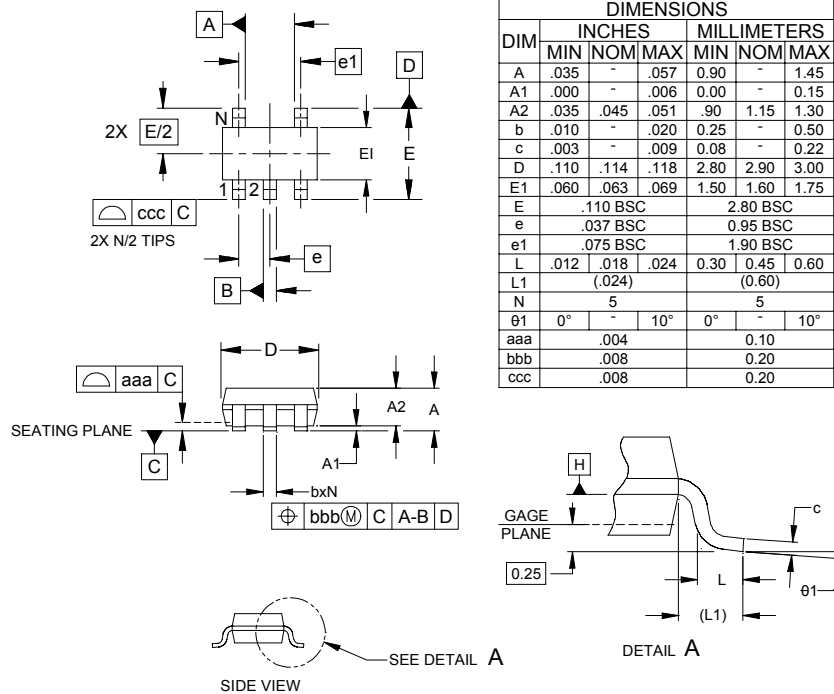 A
e1
D
2X E/2
N
E1
E
1 2
ccc C
2X N/2 TIPS
e
B
D
aaa C
A2 A
SEATING PLANE
C
A1
bxN
⌖ bbbⓂ C A-B D
SEE DETAIL A
SIDE VIEW
DIMENSIONS
DIM INCHES MILLIMETERS
MIN NOM MAX MIN NOM MAX
A .035 - .057 0.90 - 1.45
A1 .000 - .006 0.00 - 0.15
A2 .035 .045 .051 .90 1.15 1.30
b .010 - .020 0.25 - 0.50
c .003 - .009 0.08 - 0.22
D .110 .114 .118 2.80 2.90 3.00
E1 .060 .063 .069 1.50 1.60 1.75
E .110 BSC 2.80 BSC
e .037 BSC 0.95 BSC
e1 .075 BSC 1.90 BSC
L .012 .018 .024 0.30 0.45 0.60
L1 (.024) (0.60)
N 5 5
θ1 0° - 10° 0° - 10°
aaa .004 0.10
bbb .008 0.20
ccc .008 0.20
H
GAGE
PLANE
c
0.25
L
θ1
(L1)
DETAIL A